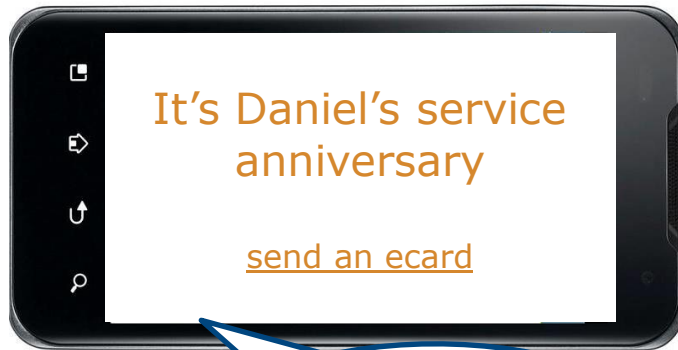 It’s Daniel’s service
anniversary
send an ecard